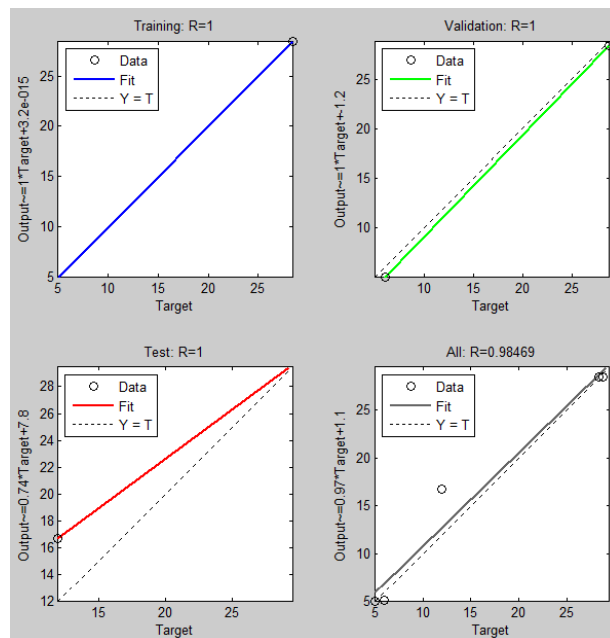 Training: R=1
Output~=1*Target+3.2e-015
Data
Fit
Y = T
25
20
15
10
5
5 10 15 20 25
Target
Validation: R=1
Output~=1*Target+-1.2
Data
Fit
Y = T
25
20
15
10
5
5 10 15 20 25
Target
Test: R=1
Output~=0.74*Target+7.8
Data
Fit
Y = T
28
26
24
22
20
18
16
14
12
15 20 25
Target
All: R=0.98469
Output~=0.97*Target+1.1
Data
Fit
Y = T
25
20
15
10
5
5 10 15 20 25
Target